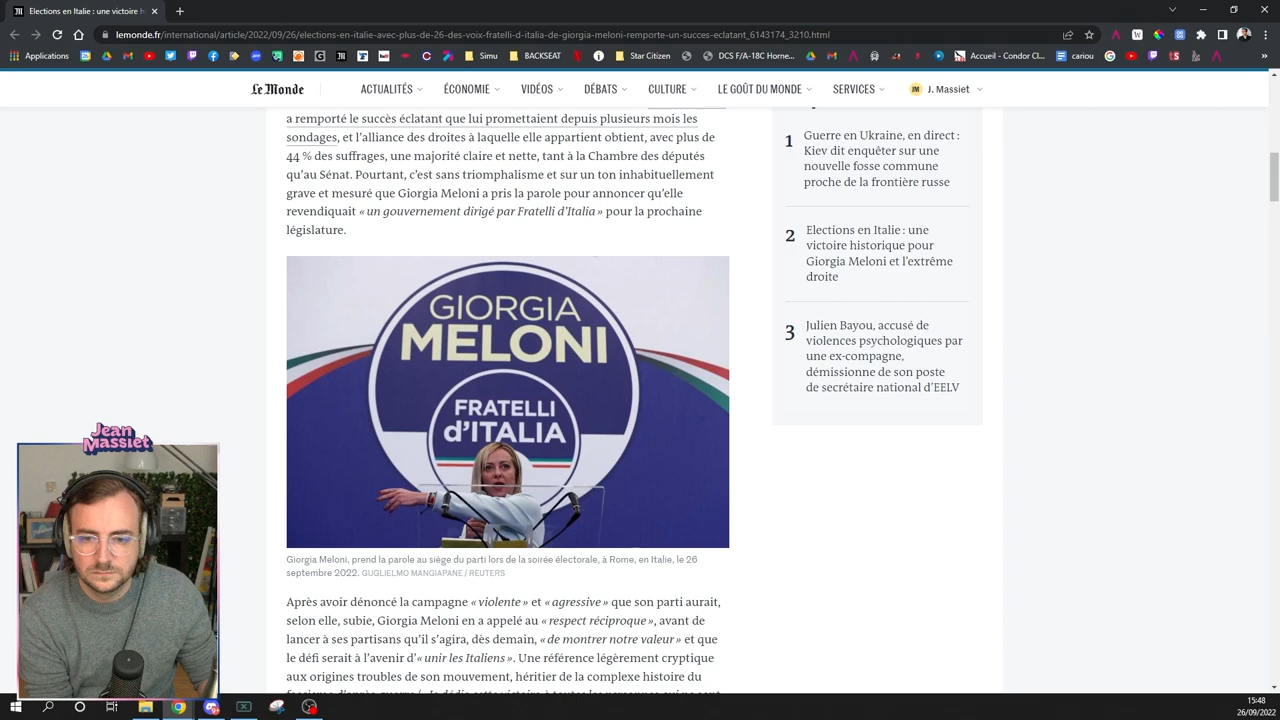 Elections en Italie : une victoire h
lemonde.fr/international/article/2022/09/26/elections-en-italie-avec-plus-de-26-des-voix-fratelli-d-italia-de-giorgia-meloni-remporte-un-succes-eclatant_6143174_3210.html
Applications
Simu
BACKSEAT
Star Citizen
DCS F/A-18C Horne...
Accueil - Condor Cl...
cariou
Le Monde
ACTUALITÉS
ÉCONOMIE
VIDÉOS
DÉBATS
CULTURE
LE GOÛT DU MONDE
SERVICES
JM
J. Massiet
a remporté le succès éclatant que lui promettaient depuis plusieurs mois les
sondages, et l'alliance des droites à laquelle elle appartient obtient, avec plus de
44 % des suffrages, une majorité claire et nette, tant à la Chambre des députés
qu'au Sénat. Pourtant, c'est sans triomphalisme et sur un ton inhabituellement
grave et mesuré que Giorgia Meloni a pris la parole pour annoncer qu'elle
revendiquait « un gouvernement dirigé par Fratelli d'Italia » pour la prochaine
législature.
GIORGIA
MELONI
FRATELLI
d'ITALIA
Giorgia Meloni, prend la parole au siège du parti lors de la soirée électorale, à Rome, en Italie, le 26
septembre 2022. GUGLIELMO MANGIAPANE / REUTERS
Après avoir dénoncé la campagne « violente » et « agressive » que son parti aurait,
selon elle, subie, Giorgia Meloni en a appelé au « respect réciproque », avant de
lancer à ses partisans qu'il s'agira, dès demain, « de montrer notre valeur » et que
le défi serait à l'avenir d'« unir les Italiens ». Une référence légèrement cryptique
aux origines troubles de son mouvement, héritier de la complexe histoire du
1
Guerre en Ukraine, en direct :
Kiev dit enquêter sur une
nouvelle fosse commune
proche de la frontière russe
2
Elections en Italie : une
victoire historique pour
Giorgia Meloni et l'extrême
droite
3
Julien Bayou, accusé de
violences psychologiques par
une ex-compagne,
démissionne de son poste
de secrétaire national d'EELV
Jean
Massiet
15:48
26/09/2022